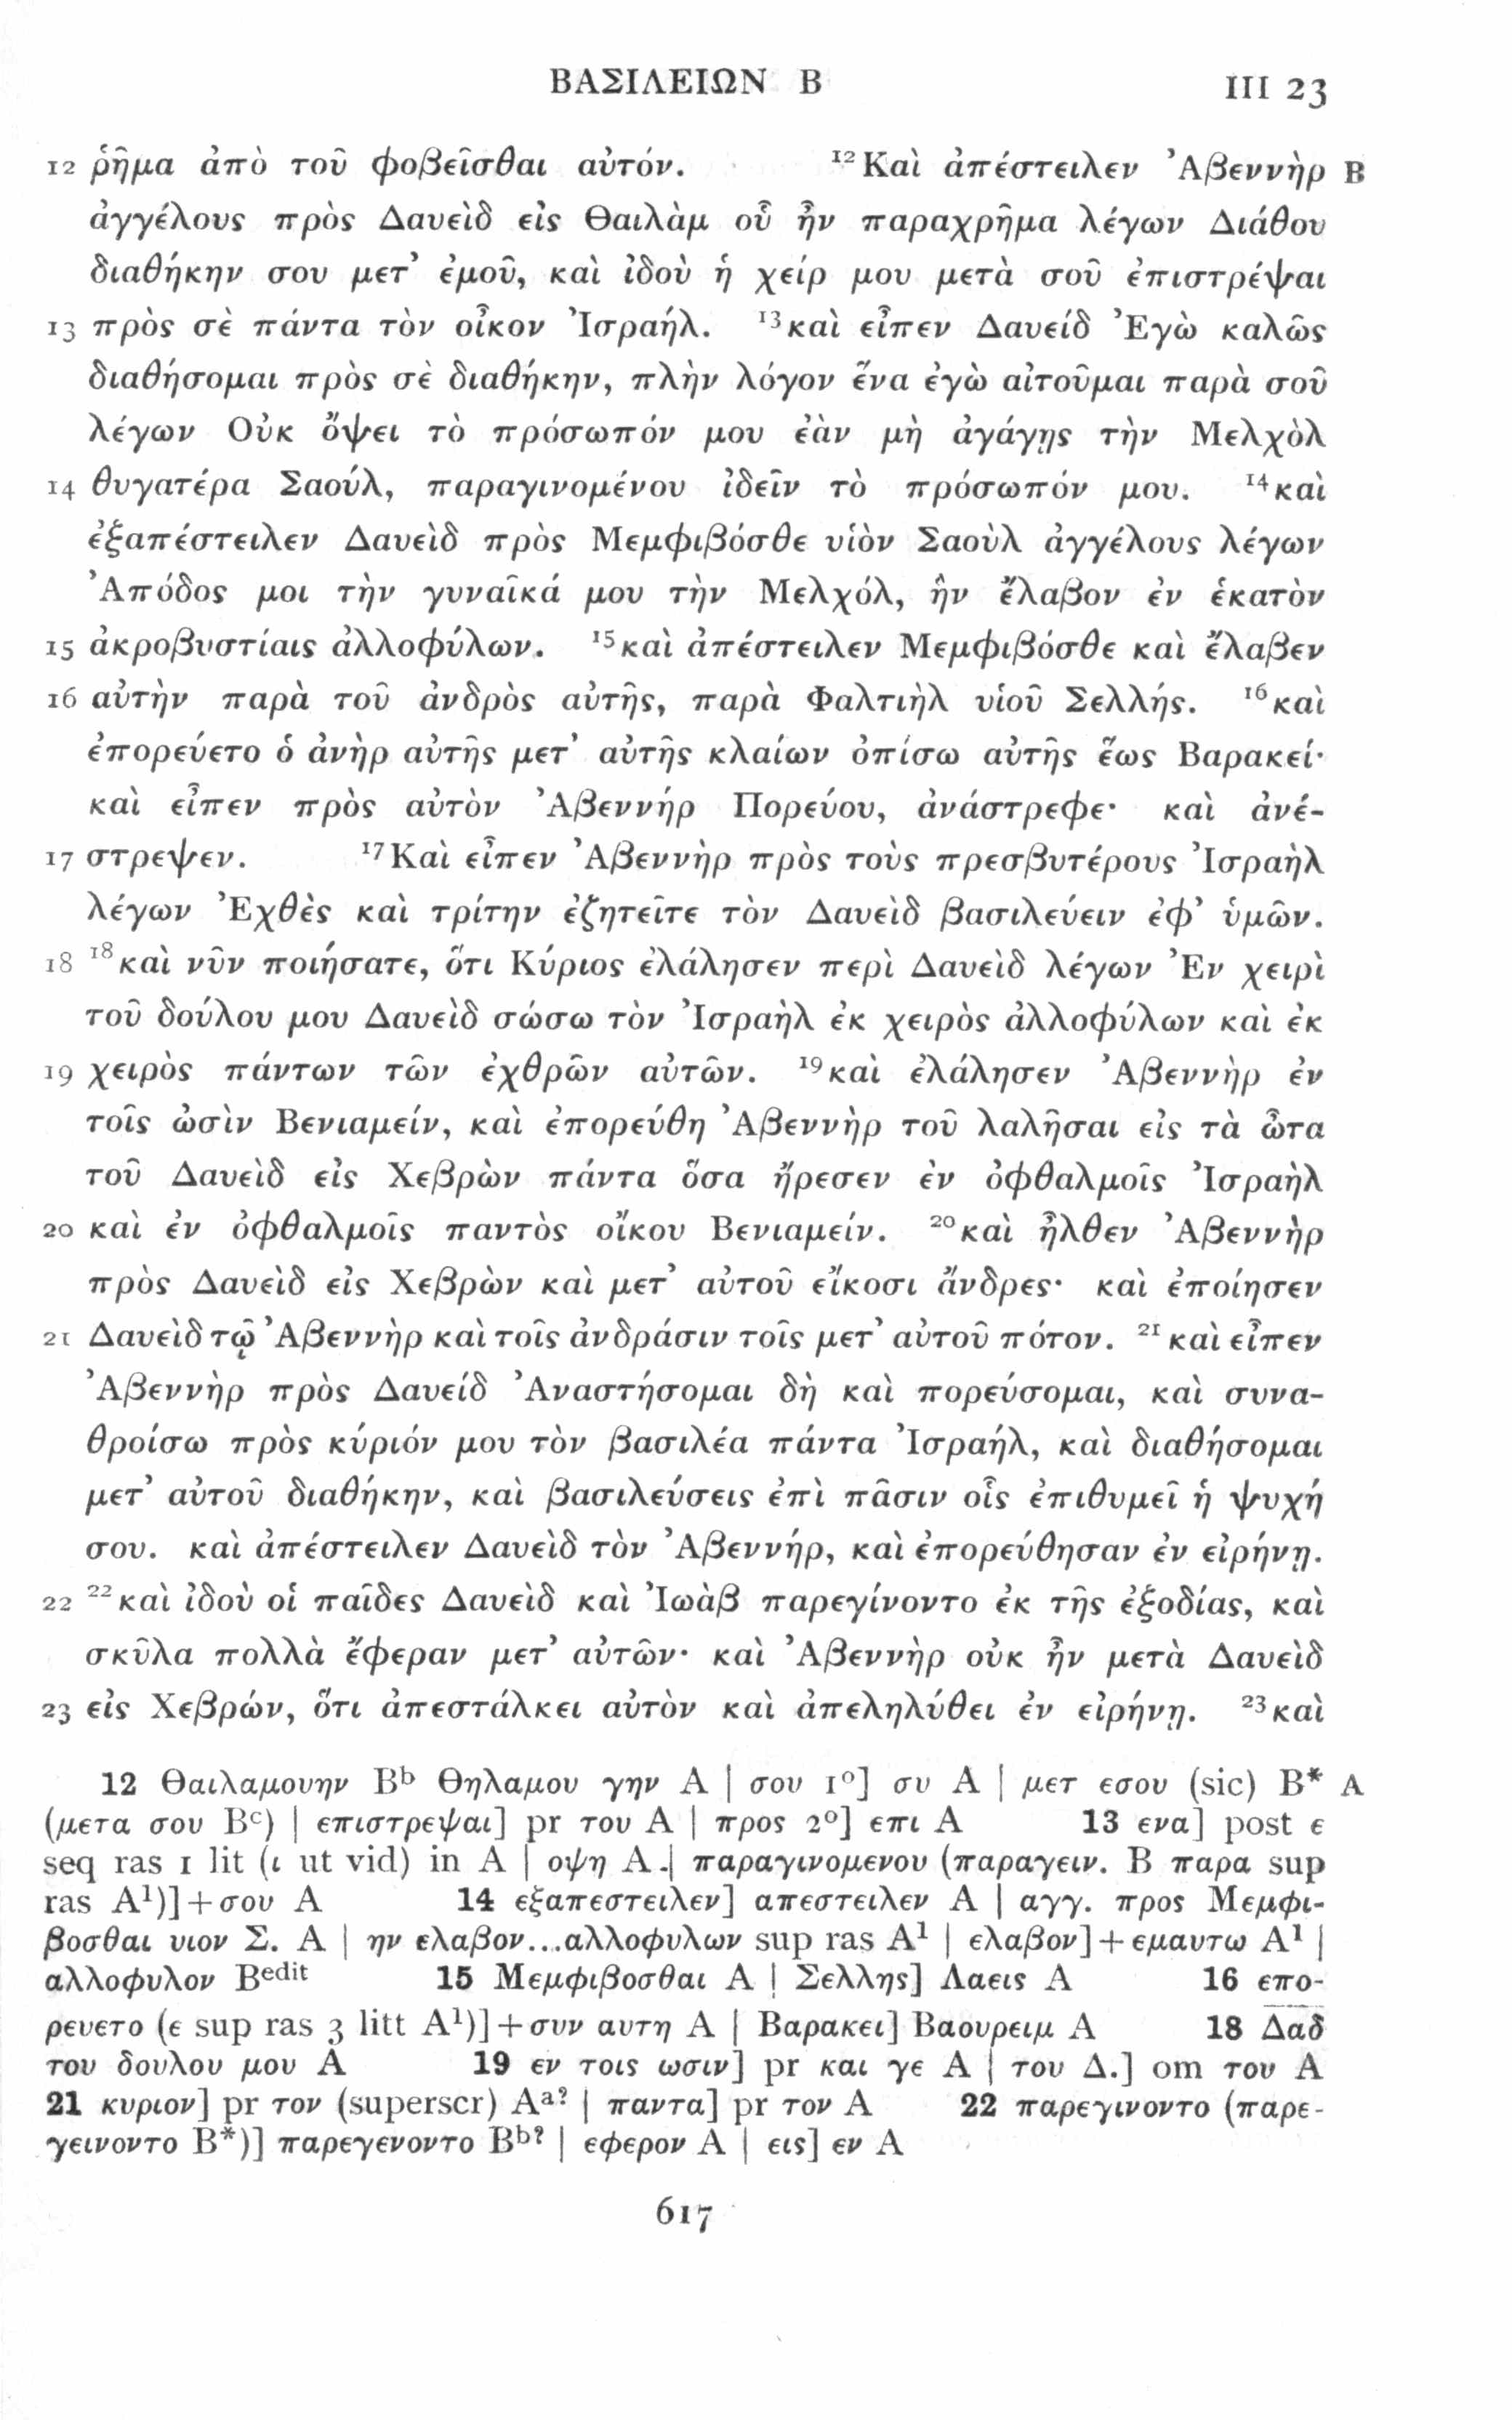 ΒΑΣΙΛΕΙΩΝ Β III 23
12 ῥῆμα ἀπὸ τοῦ φοβεῖσθαι αὐτόν. ¹²Καὶ ἀπέστειλεν Ἀβεννὴρ B
ἀγγέλους πρὸς Δαυεὶδ εἰς Θαιλὰμ οὗ ἦν παραχρῆμα λέγων Διάθου
διαθήκην σου μετ’ ἐμοῦ, καὶ ἰδοὺ ἡ χείρ μου μετὰ σοῦ ἐπιστρέψαι
13 πρὸς σὲ πάντα τὸν οἶκον Ἰσραήλ. ¹³καὶ εἶπεν Δαυείδ Ἐγὼ καλῶς
διαθήσομαι πρὸς σὲ διαθήκην, πλὴν λόγον ἕνα ἐγὼ αἰτοῦμαι παρὰ σοῦ
λέγων Οὐκ ὄψει τὸ πρόσωπόν μου ἐὰν μὴ ἀγάγῃς τὴν Μελχὸλ
14 θυγατέρα Σαούλ, παραγινομένου ἰδεῖν τὸ πρόσωπόν μου. ¹⁴καὶ
ἐξαπέστειλεν Δαυεὶδ πρὸς Μεμφιβόσθε υἱὸν Σαοὺλ ἀγγέλους λέγων
Ἀπόδος μοι τὴν γυναῖκά μου τὴν Μελχόλ, ἣν ἔλαβον ἐν ἑκατὸν
15 ἀκροβυστίαις ἀλλοφύλων. ¹⁵καὶ ἀπέστειλεν Μεμφιβόσθε καὶ ἔλαβεν
16 αὐτὴν παρὰ τοῦ ἀνδρὸς αὐτῆς, παρὰ Φαλτιὴλ υἱοῦ Σελλής. ¹⁶καὶ
ἐπορεύετο ὁ ἀνὴρ αὐτῆς μετ’ αὐτῆς κλαίων ὀπίσω αὐτῆς ἕως Βαρακεί·
καὶ εἶπεν πρὸς αὐτὸν Ἀβεννήρ Πορεύου, ἀνάστρεφε· καὶ ἀνέ-
17 στρεψεν. ¹⁷Καὶ εἶπεν Ἀβεννὴρ πρὸς τοὺς πρεσβυτέρους Ἰσραὴλ
λέγων Ἐχθὲς καὶ τρίτην ἐζητεῖτε τὸν Δαυεὶδ βασιλεύειν ἐφ’ ὑμῶν.
18 ¹⁸καὶ νῦν ποιήσατε, ὅτι Κύριος ἐλάλησεν περὶ Δαυεὶδ λέγων Ἐν χειρὶ
τοῦ δούλου μου Δαυεὶδ σώσω τὸν Ἰσραὴλ ἐκ χειρὸς ἀλλοφύλων καὶ ἐκ
19 χειρὸς πάντων τῶν ἐχθρῶν αὐτῶν. ¹⁹καὶ ἐλάλησεν Ἀβεννὴρ ἐν
τοῖς ὠσὶν Βενιαμείν, καὶ ἐπορεύθη Ἀβεννὴρ τοῦ λαλῆσαι εἰς τὰ ὦτα
τοῦ Δαυεὶδ εἰς Χεβρὼν πάντα ὅσα ἤρεσεν ἐν ὀφθαλμοῖς Ἰσραὴλ
20 καὶ ἐν ὀφθαλμοῖς παντὸς οἴκου Βενιαμείν. ²⁰καὶ ἦλθεν Ἀβεννὴρ
πρὸς Δαυεὶδ εἰς Χεβρὼν καὶ μετ’ αὐτοῦ εἴκοσι ἄνδρες· καὶ ἐποίησεν
21 Δαυεὶδ τῷ Ἀβεννὴρ καὶ τοῖς ἀνδράσιν τοῖς μετ’ αὐτοῦ πότον. ²¹καὶ εἶπεν
Ἀβεννὴρ πρὸς Δαυείδ Ἀναστήσομαι δὴ καὶ πορεύσομαι, καὶ συνα-
θροίσω πρὸς κύριόν μου τὸν βασιλέα πάντα Ἰσραήλ, καὶ διαθήσομαι
μετ’ αὐτοῦ διαθήκην, καὶ βασιλεύσεις ἐπὶ πᾶσιν οἷς ἐπιθυμεῖ ἡ ψυχή
σου. καὶ ἀπέστειλεν Δαυεὶδ τὸν Ἀβεννήρ, καὶ ἐπορεύθησαν ἐν εἰρήνῃ.
22 ²²καὶ ἰδοὺ οἱ παῖδες Δαυεὶδ καὶ Ἰωὰβ παρεγίνοντο ἐκ τῆς ἐξοδίας, καὶ
σκῦλα πολλὰ ἔφεραν μετ’ αὐτῶν· καὶ Ἀβεννὴρ οὐκ ἦν μετὰ Δαυεὶδ
23 εἰς Χεβρών, ὅτι ἀπεστάλκει αὐτὸν καὶ ἀπεληλύθει ἐν εἰρήνῃ. ²³καὶ
12 Θαιλαμουην Bᵇ Θηλαμου γην A | σου 1°] συ A | μετ εσου (sic) B* A
(μετα σου Bᶜ) | επιστρεψαι] pr του A | προς 2°] επι A 13 ενα] post ε
seq ras 1 lit (ι ut vid) in A | οψη A | παραγινομενου (παραγειν. B παρα sup
ras A¹)]+σου A 14 εξαπεστειλεν] απεστειλεν A | αγγ. προς Μεμφι-
βοσθαι υιον Σ. A | ην ελαβον...αλλοφυλων sup ras A¹ | ελαβον]+εμαυτω A¹ |
αλλοφυλον Bᵉᵈⁱᵗ 15 Μεμφιβοσθαι A | Σελλης] Λαεις A 16 επο-
ρευετο (ε sup ras 3 litt A¹)]+συν αυτη A | Βαρακει] Βαουρειμ A 18 Δ̅α̅δ̅
του δουλου μου A 19 εν τοις ωσιν] pr και γε A | του Δ.] om του A
21 κυριον] pr τον (superscr) Aᵃ? | παντα] pr τον A 22 παρεγινοντο (παρε-
γεινοντο B*)] παρεγενοντο Bᵇ? | εφερον A | εις] εν A
617